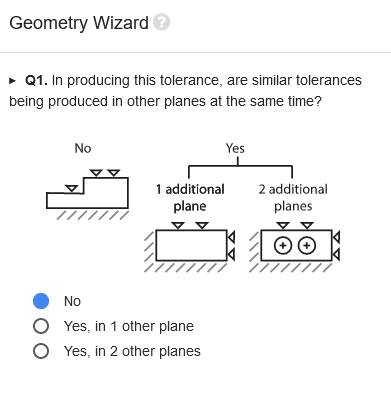 Geometry Wizard ?
► Q1. In producing this tolerance, are similar tolerances
being produced in other planes at the same time?
No
Yes
1 additional
plane
2 additional
planes
No
Yes, in 1 other plane
Yes, in 2 other planes